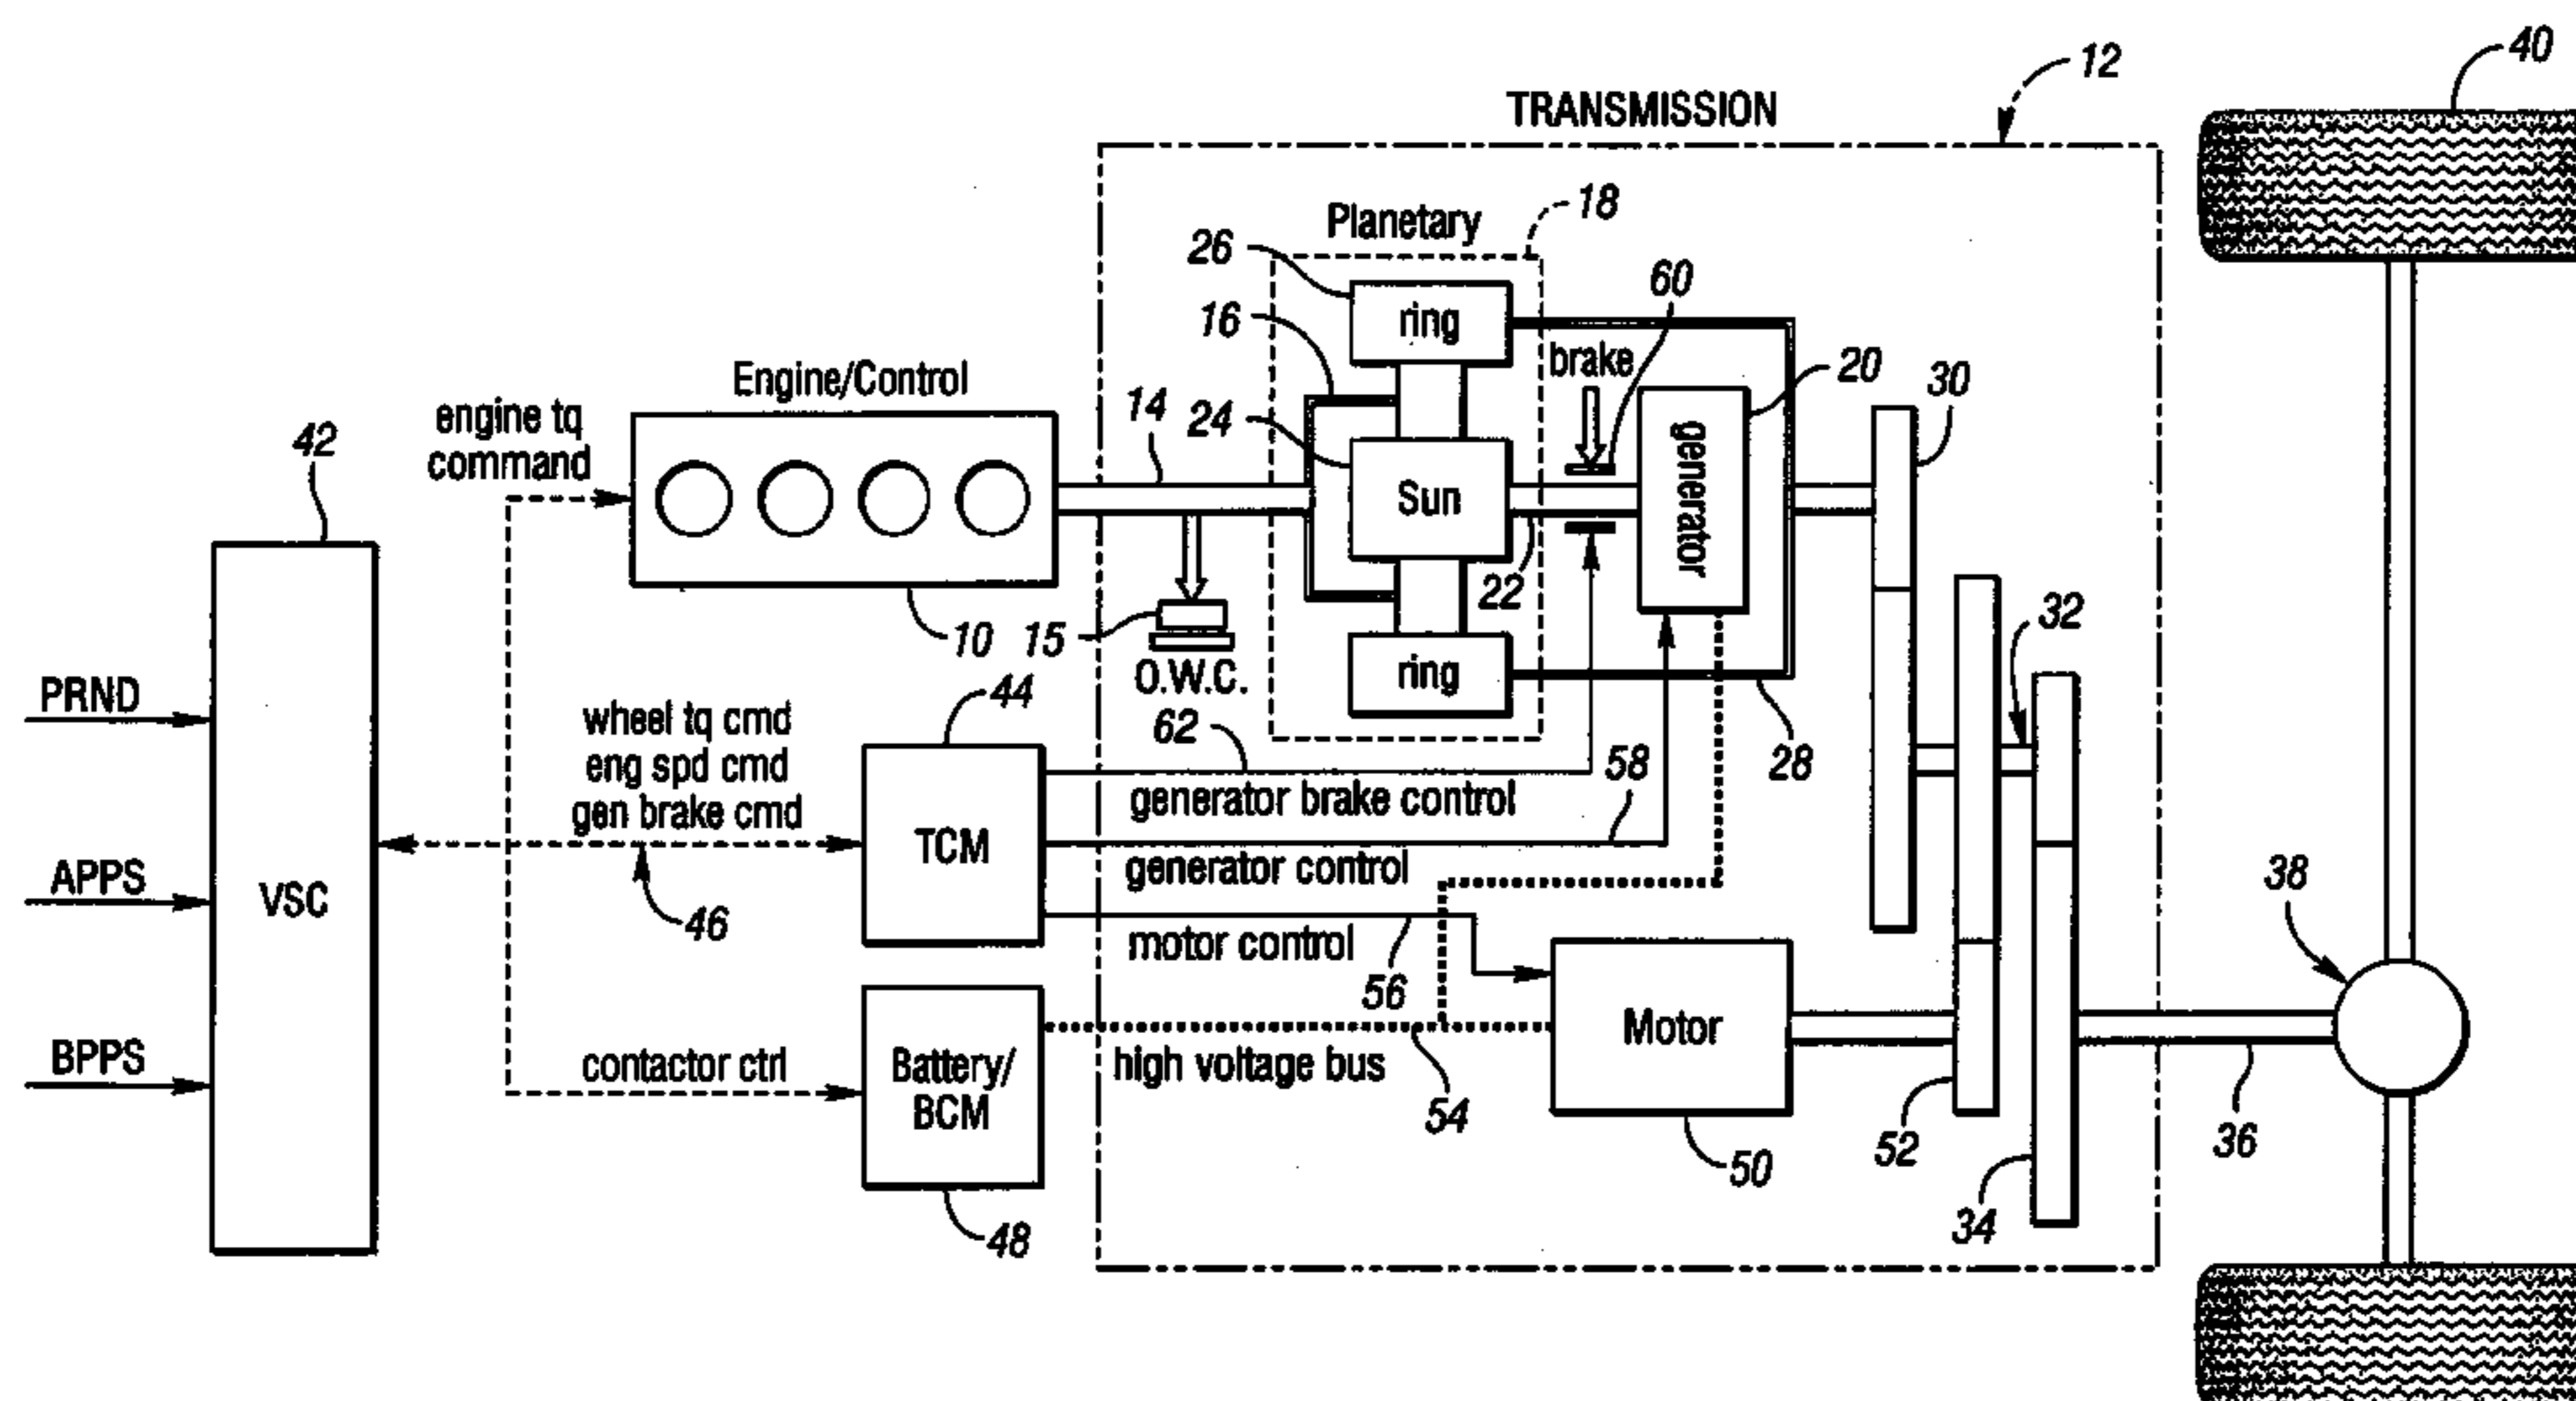 40
12
TRANSMISSION
18
Planetary
26
60
ring
16
brake
20
30
Engine/Control
engine tq
command
14
24
42
Sun
generator
22
10
15
O.W.C.
32
ring
PRND
44
wheel tq cmd
eng spd cmd
gen brake cmd
62
58
28
generator brake control
TCM
generator control
APPS
VSC
46
38
motor control
56
BPPS
contactor ctrl
Battery/
BCM
high voltage bus
Motor
54
50
52
36
34
48